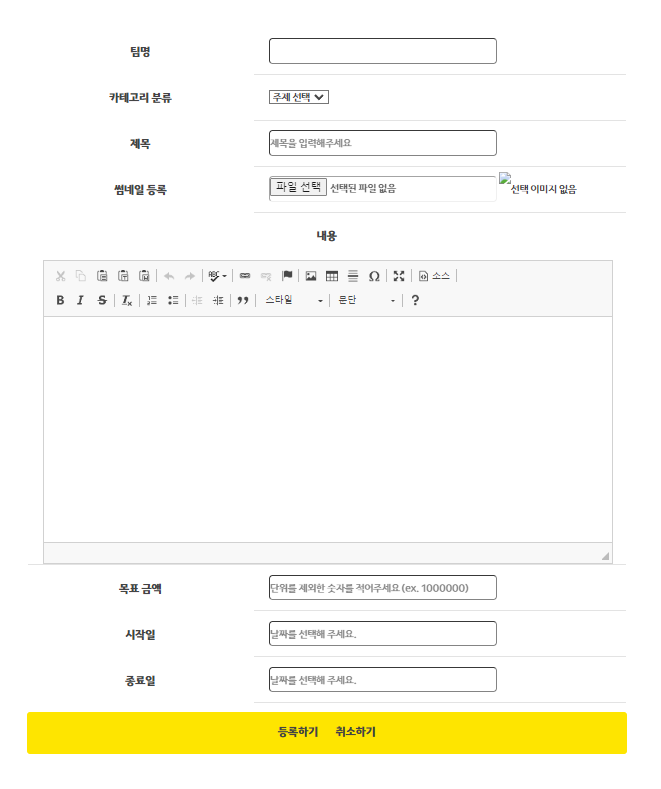 팀명
카테고리 분류 주제 선택
제목 제목을 입력해주세요
썸네일 등록 파일 선택 선택된 파일 없음 선택 이미지 없음
내용
ABC 소스
B I S Ix 스타일 문단 ?
목표 금액 단위를 제외한 숫자를 적어주세요 (ex. 1000000)
시작일 날짜를 선택해 주세요.
종료일 날짜를 선택해 주세요.
등록하기 취소하기